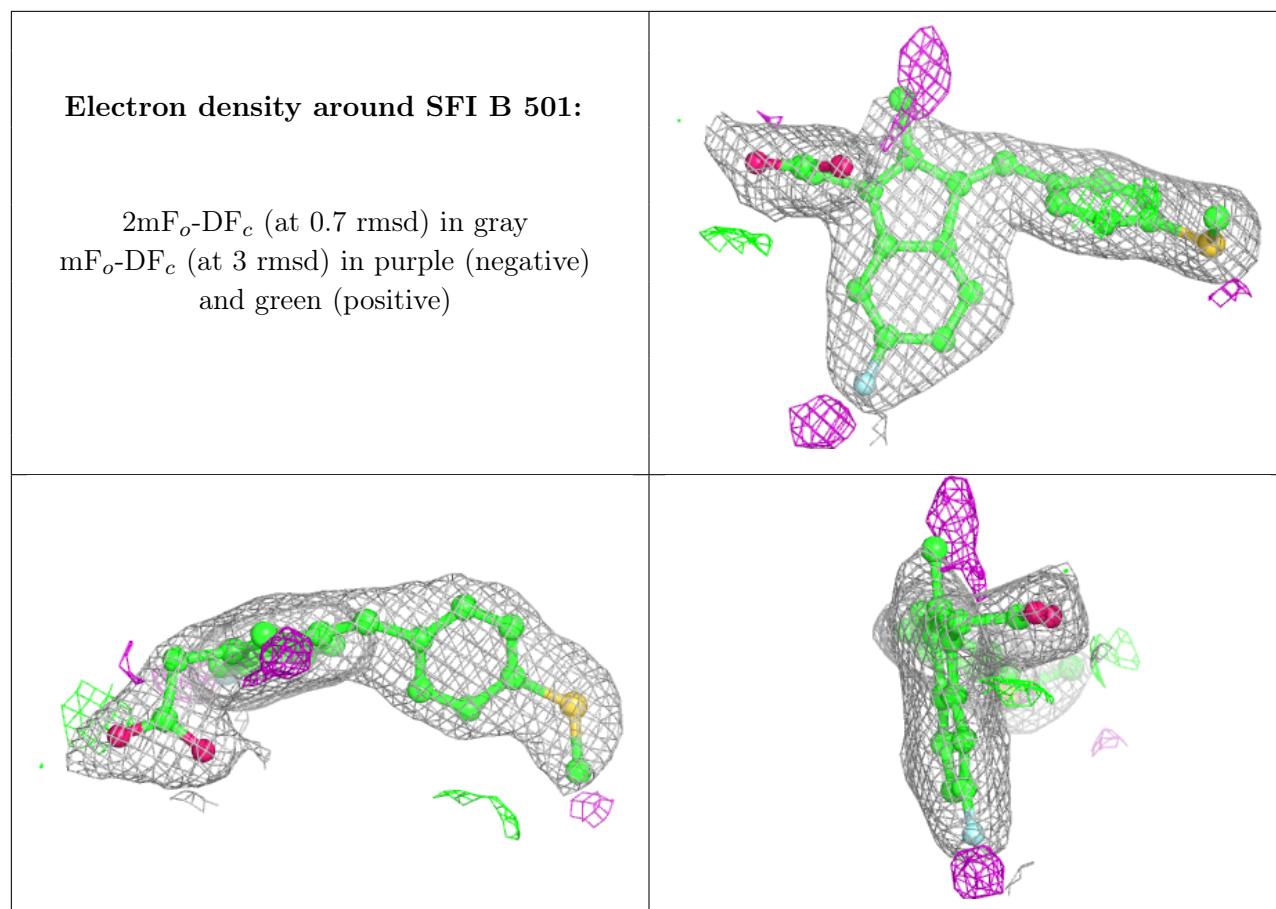 Electron density around SFI B 501:
2mFo-DFc (at 0.7 rmsd) in gray
mFo-DFc (at 3 rmsd) in purple (negative)
and green (positive)